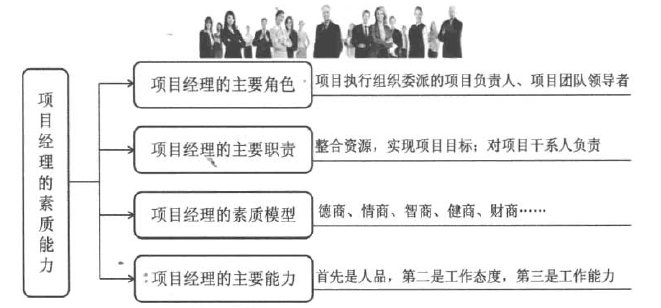 项目经理的素质能力
项目经理的主要角色
项目执行组织委派的项目负责人、项目团队领导者
项目经理的主要职责
整合资源，实现项目目标；对项目干系人负责
项目经理的素质模型
德商、情商、智商、健商、财商……
项目经理的主要能力
首先是人品，第二是工作态度，第三是工作能力